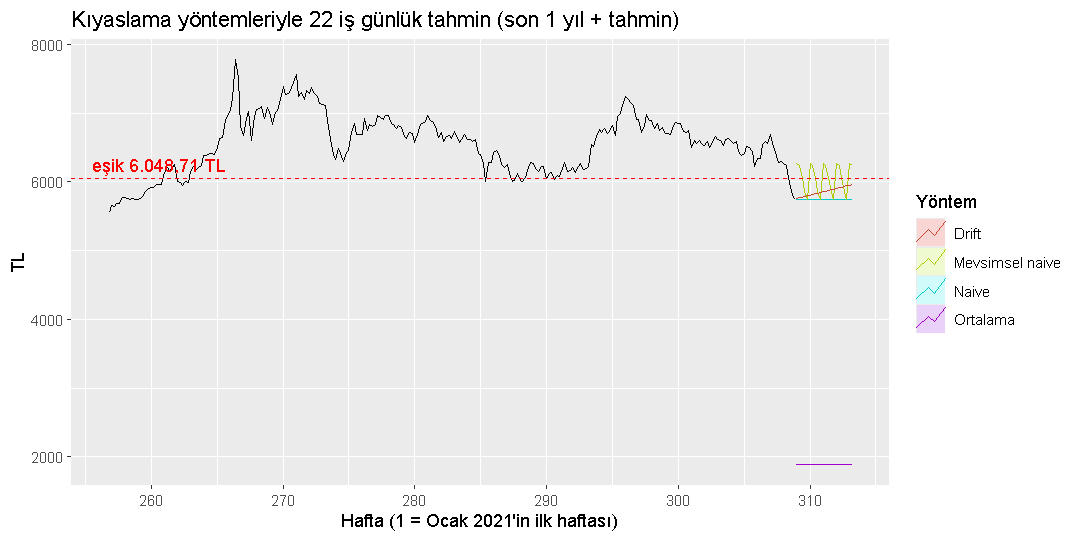 Kıyaslama yöntemleriyle 22 iş günlük tahmin (son 1 yıl + tahmin)
8000
6000
4000
2000
TL
eşik 6.048,71 TL
260
270
280
290
300
310
Hafta (1 = Ocak 2021'in ilk haftası)
Yöntem
Drift
Mevsimsel naive
Naive
Ortalama